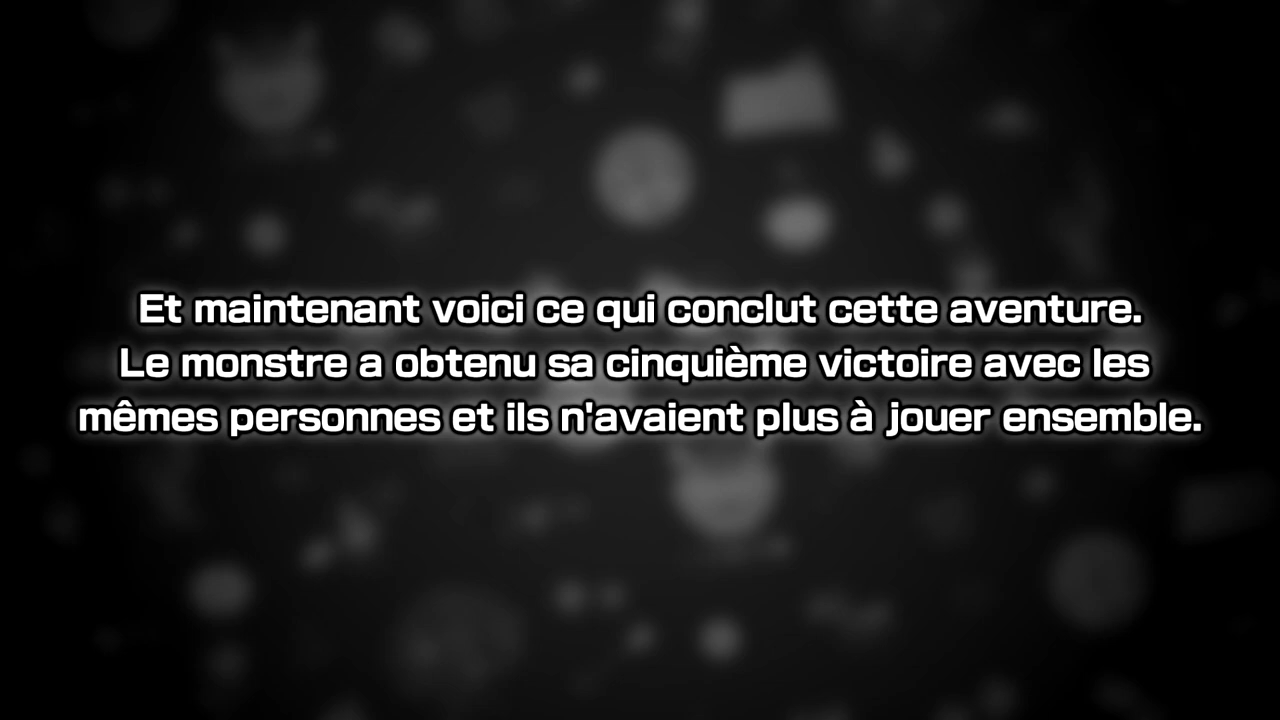 Et maintenant voici ce qui conclut cette aventure.
Le monstre a obtenu sa cinquième victoire avec les
mêmes personnes et ils n'avaient plus à jouer ensemble.